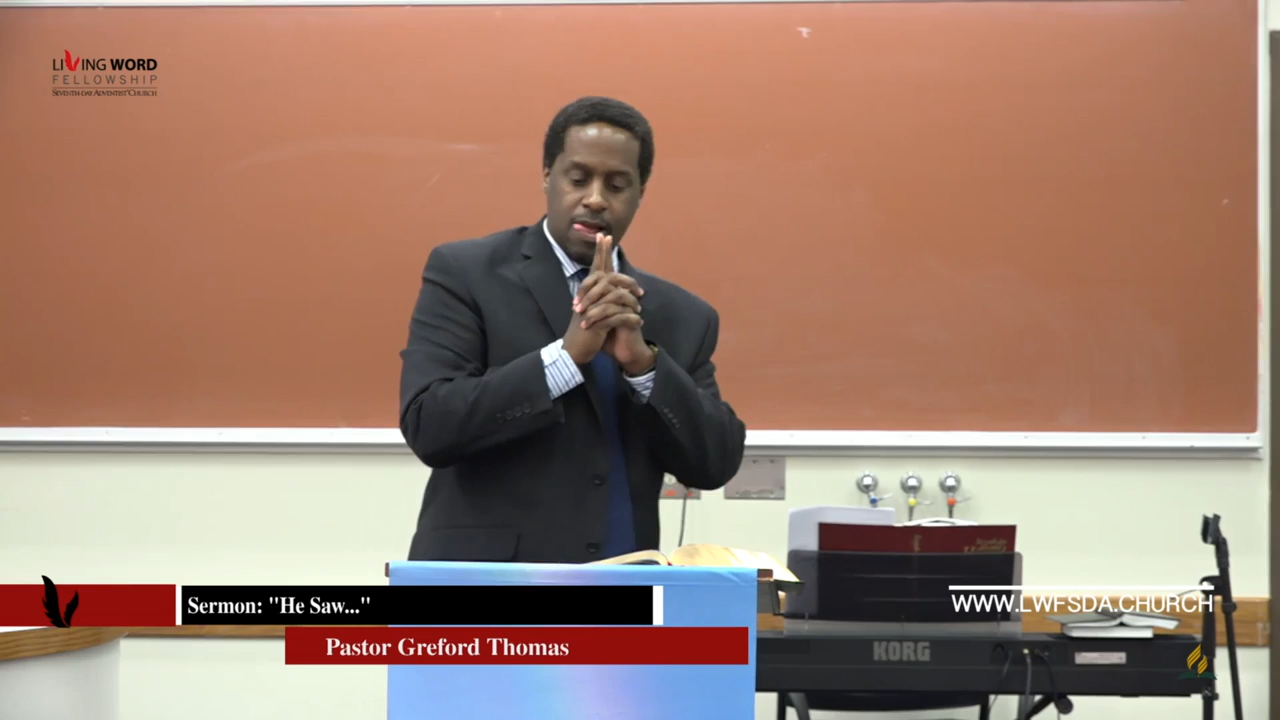 LIVING WORD
FELLOWSHIP
SEVENTH-DAY ADVENTIST CHURCH
Sermon: "He Saw..."
Pastor Greford Thomas
WWW.LWFSDA.CHURCH
KORG